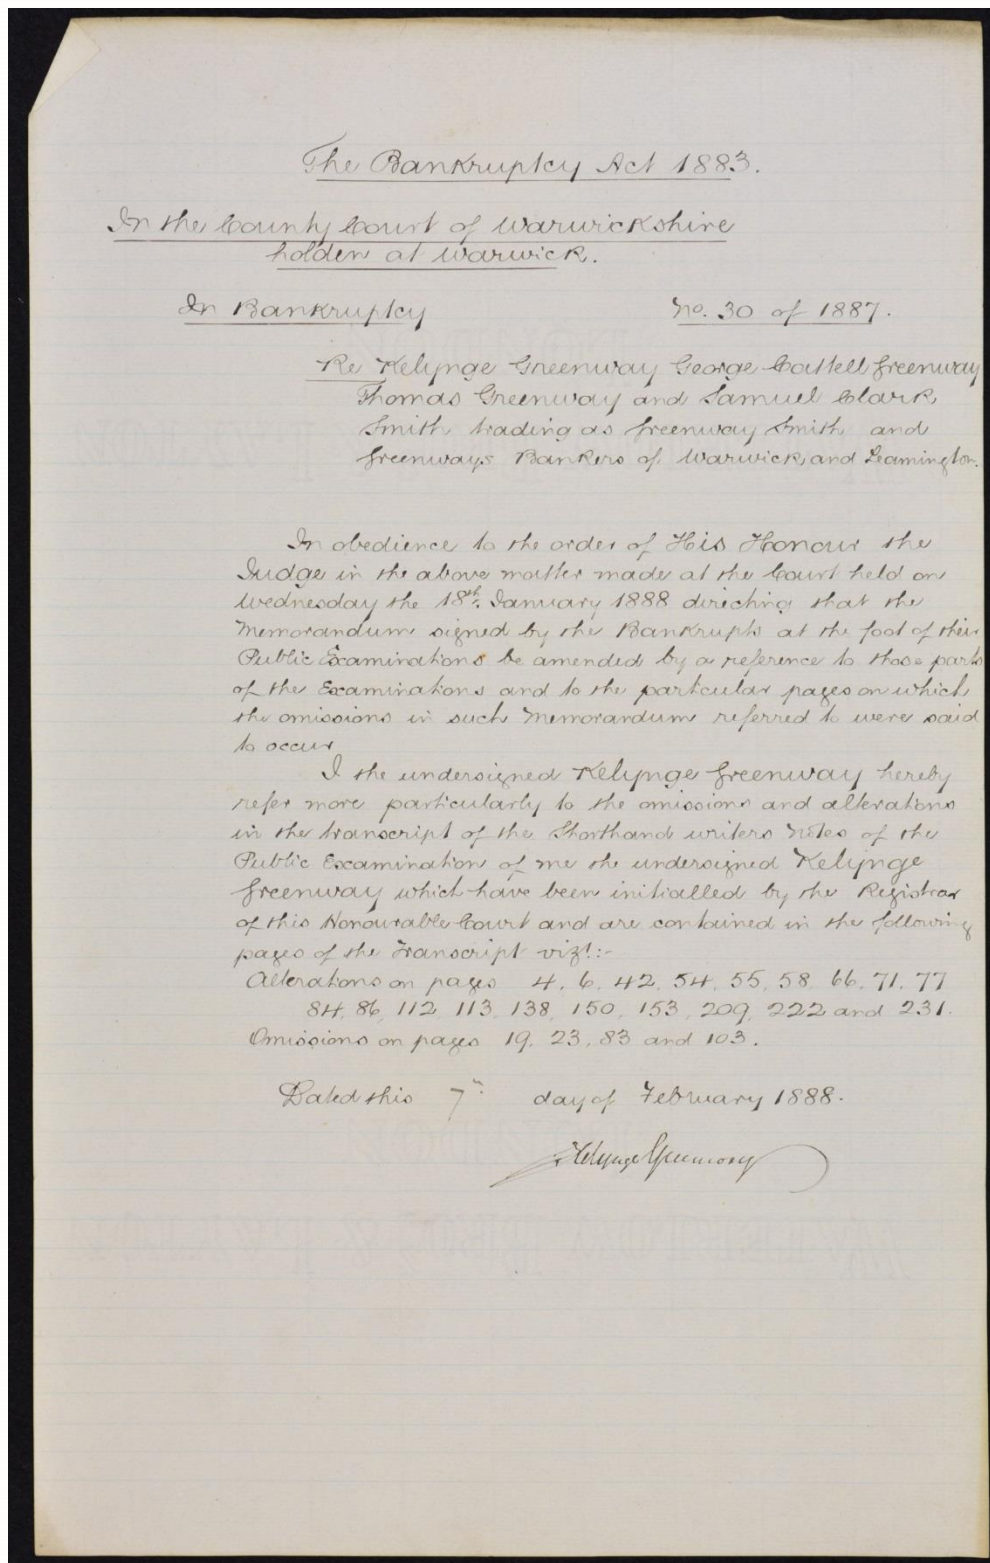 The Bankruptcy Act 1883.
In the County Court of Warwickshire
holden at Warwick.
In Bankruptcy No. 30 of 1887.
Re Kelynge Greenway George Cattell Greenway
Thomas Greenway and Samuel Clark
Smith trading as Greenway Smith and
Greenways Bankers of Warwick and Leamington.
In obedience to the order of His Honour the
Judge in the above matter made at the Court held on
Wednesday the 18th. January 1888 directing that the
Memorandum signed by the Bankrupts at the foot of their
Public Examinations be amended by a reference to those parts
of the Examinations and to the particular pages on which
the omissions in such Memorandum referred to were said
to occur
I the undersigned Kelynge Greenway hereby
refer more particularly to the omissions and alterations
in the transcript of the Shorthand writers Notes of the
Public Examination of me the undersigned Kelynge
Greenway which have been initialled by the Registrar
of this Honourable Court and are contained in the following
pages of the Transcript vizt:-
Alterations on pages 4, 6, 42, 54, 55, 58, 66, 71, 77
84, 86, 112, 113, 138, 150, 153, 209, 222 and 231.
Omissions on pages 19, 23, 83 and 103.
Dated this 7th day of February 1888.
Kelynge Greenway